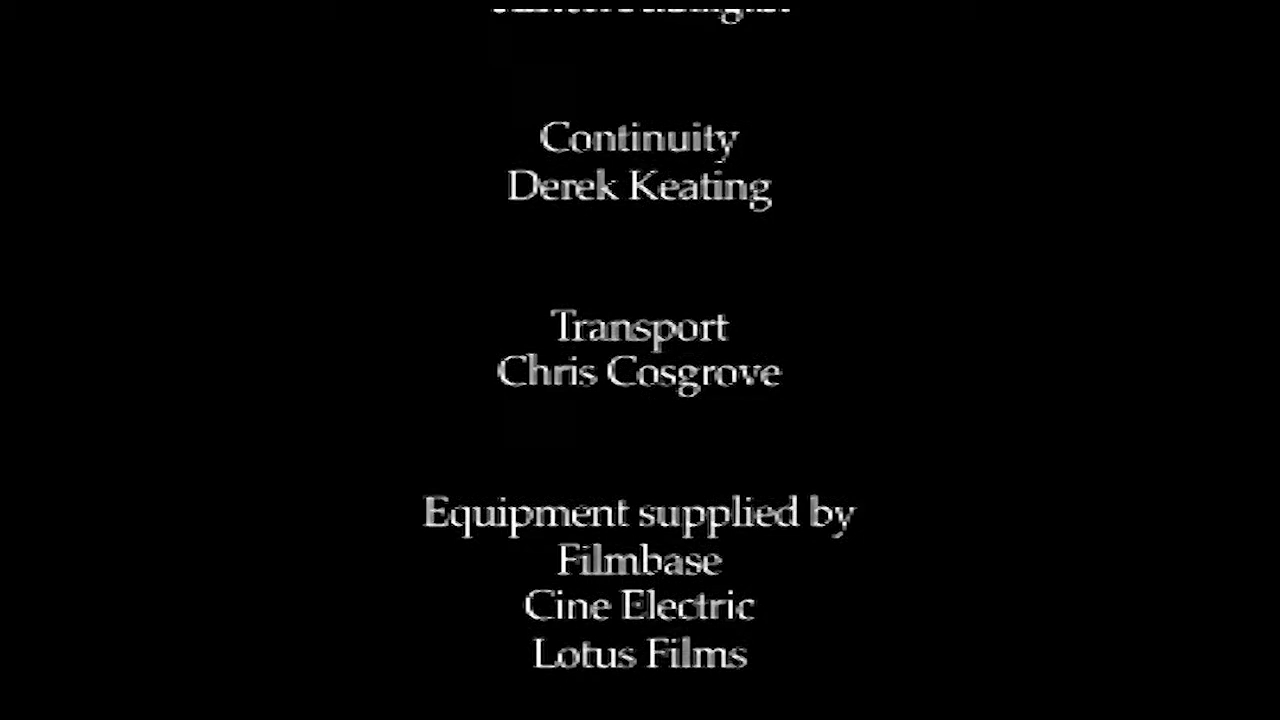 Continuity
Derek Keating
Transport
Chris Cosgrove
Equipment supplied by
Filmbase
Cine Electric
Lotus Films